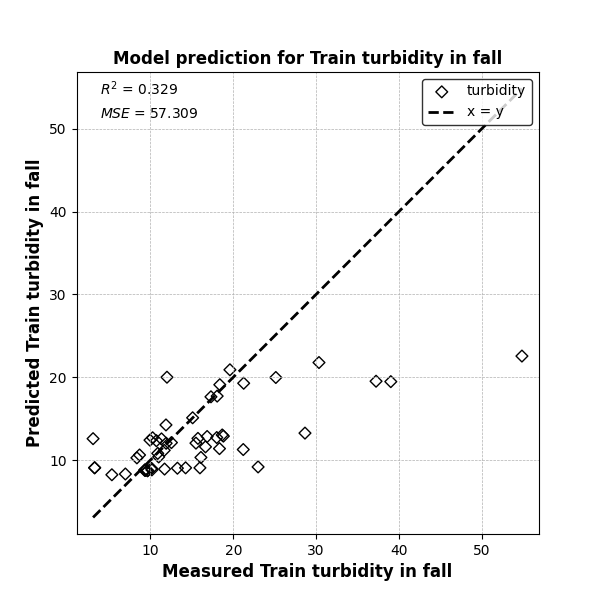 Model prediction for Train turbidity in fall
R² = 0.329
MSE = 57.309
turbidity
x = y
Predicted Train turbidity in fall
50
40
30
20
10
10 20 30 40 50
Measured Train turbidity in fall